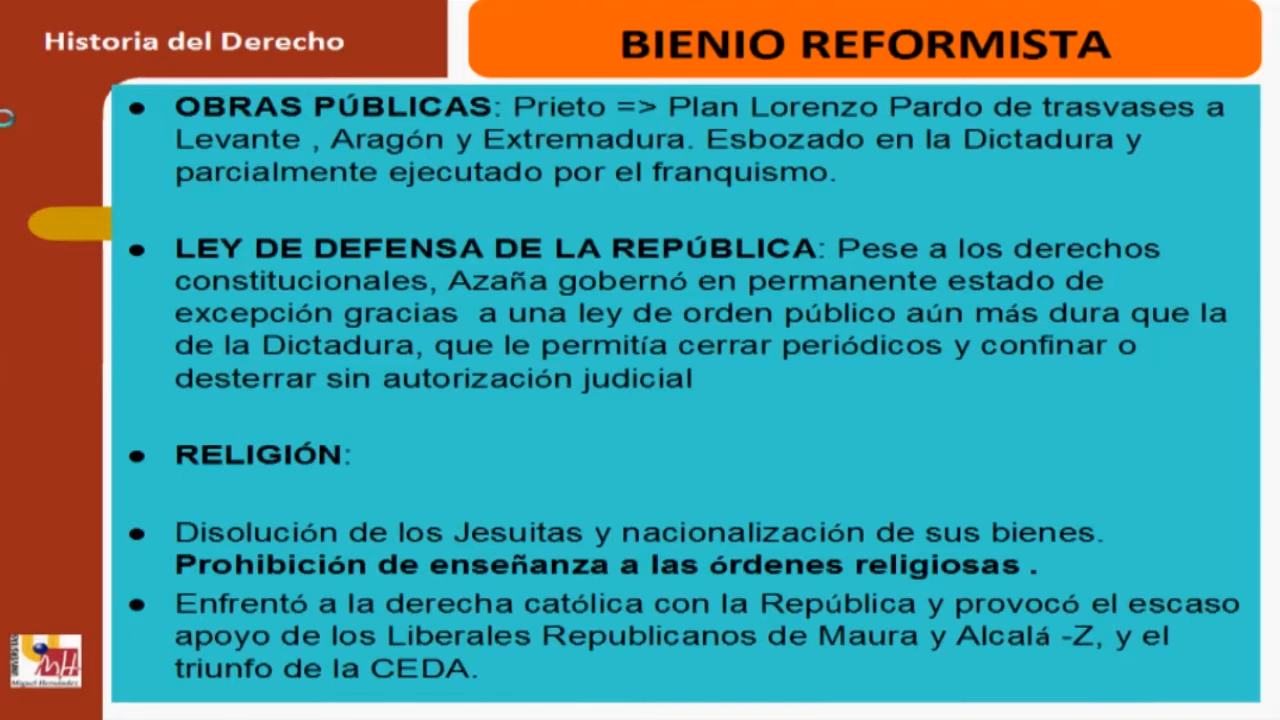 Historia del Derecho
BIENIO REFORMISTA
● OBRAS PÚBLICAS: Prieto => Plan Lorenzo Pardo de trasvases a
Levante , Aragón y Extremadura. Esbozado en la Dictadura y
parcialmente ejecutado por el franquismo.
● LEY DE DEFENSA DE LA REPÚBLICA: Pese a los derechos
constitucionales, Azaña gobernó en permanente estado de
excepción gracias  a una ley de orden público aún más dura que la
de la Dictadura, que le permitía cerrar periódicos y confinar o
desterrar sin autorización judicial
● RELIGIÓN:
● Disolución de los Jesuitas y nacionalización de sus bienes.
Prohibición de enseñanza a las órdenes religiosas .
● Enfrentó a la derecha católica con la República y provocó el escaso
apoyo de los Liberales Republicanos de Maura y Alcalá -Z, y el
triunfo de la CEDA.
MH
Miguel Hernández